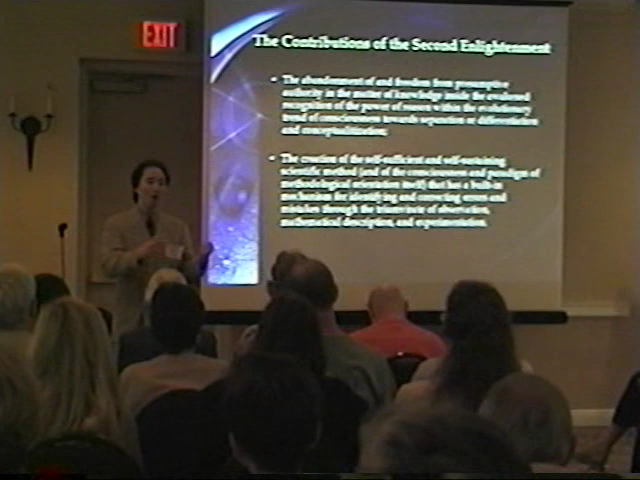 EXIT
The Contributions of the Second Enlightenment
• The abandonment of and freedom from presumptive
authority in the matter of knowledge inside the
recognition of the power of reason within the evolutionary
trend of consciousness towards separation or differentiation
and conceptualization;
• The creation of the self-sufficient and self-sustaining
scientific method (and of the consciousness and paradigm of
methodological orientation itself) that has a built-in
mechanism for identifying and correcting errors and
mistakes through the triumvirate of observation,
mathematical description, and experimentation.